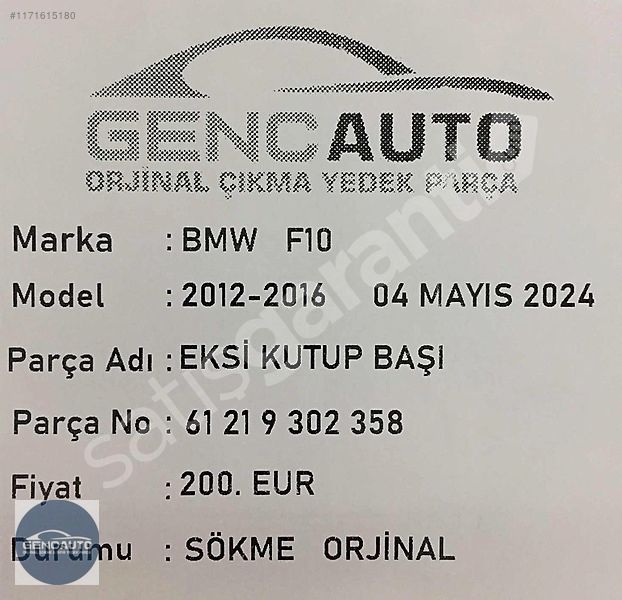 #1171615180
GENCAUTO
ORJİNAL ÇIKMA YEDEK PARÇA
Marka : BMW F10
Model : 2012-2016 04 MAYIS 2024
Parça Adı : EKSİ KUTUP BAŞI
Parça No : 61 21 9 302 358
Fiyat : 200. EUR
Durumu : SÖKME ORJİNAL
satışgaranti
GENCAUTO